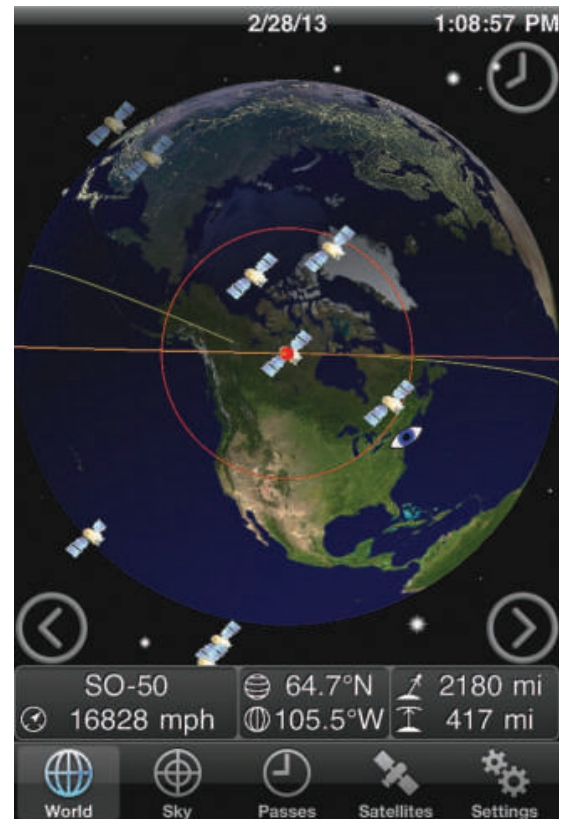 2/28/13 1:08:57 PM
SO-50 64.7°N 2180 mi
16828 mph 105.5°W 417 mi
World Sky Passes Satellites Settings